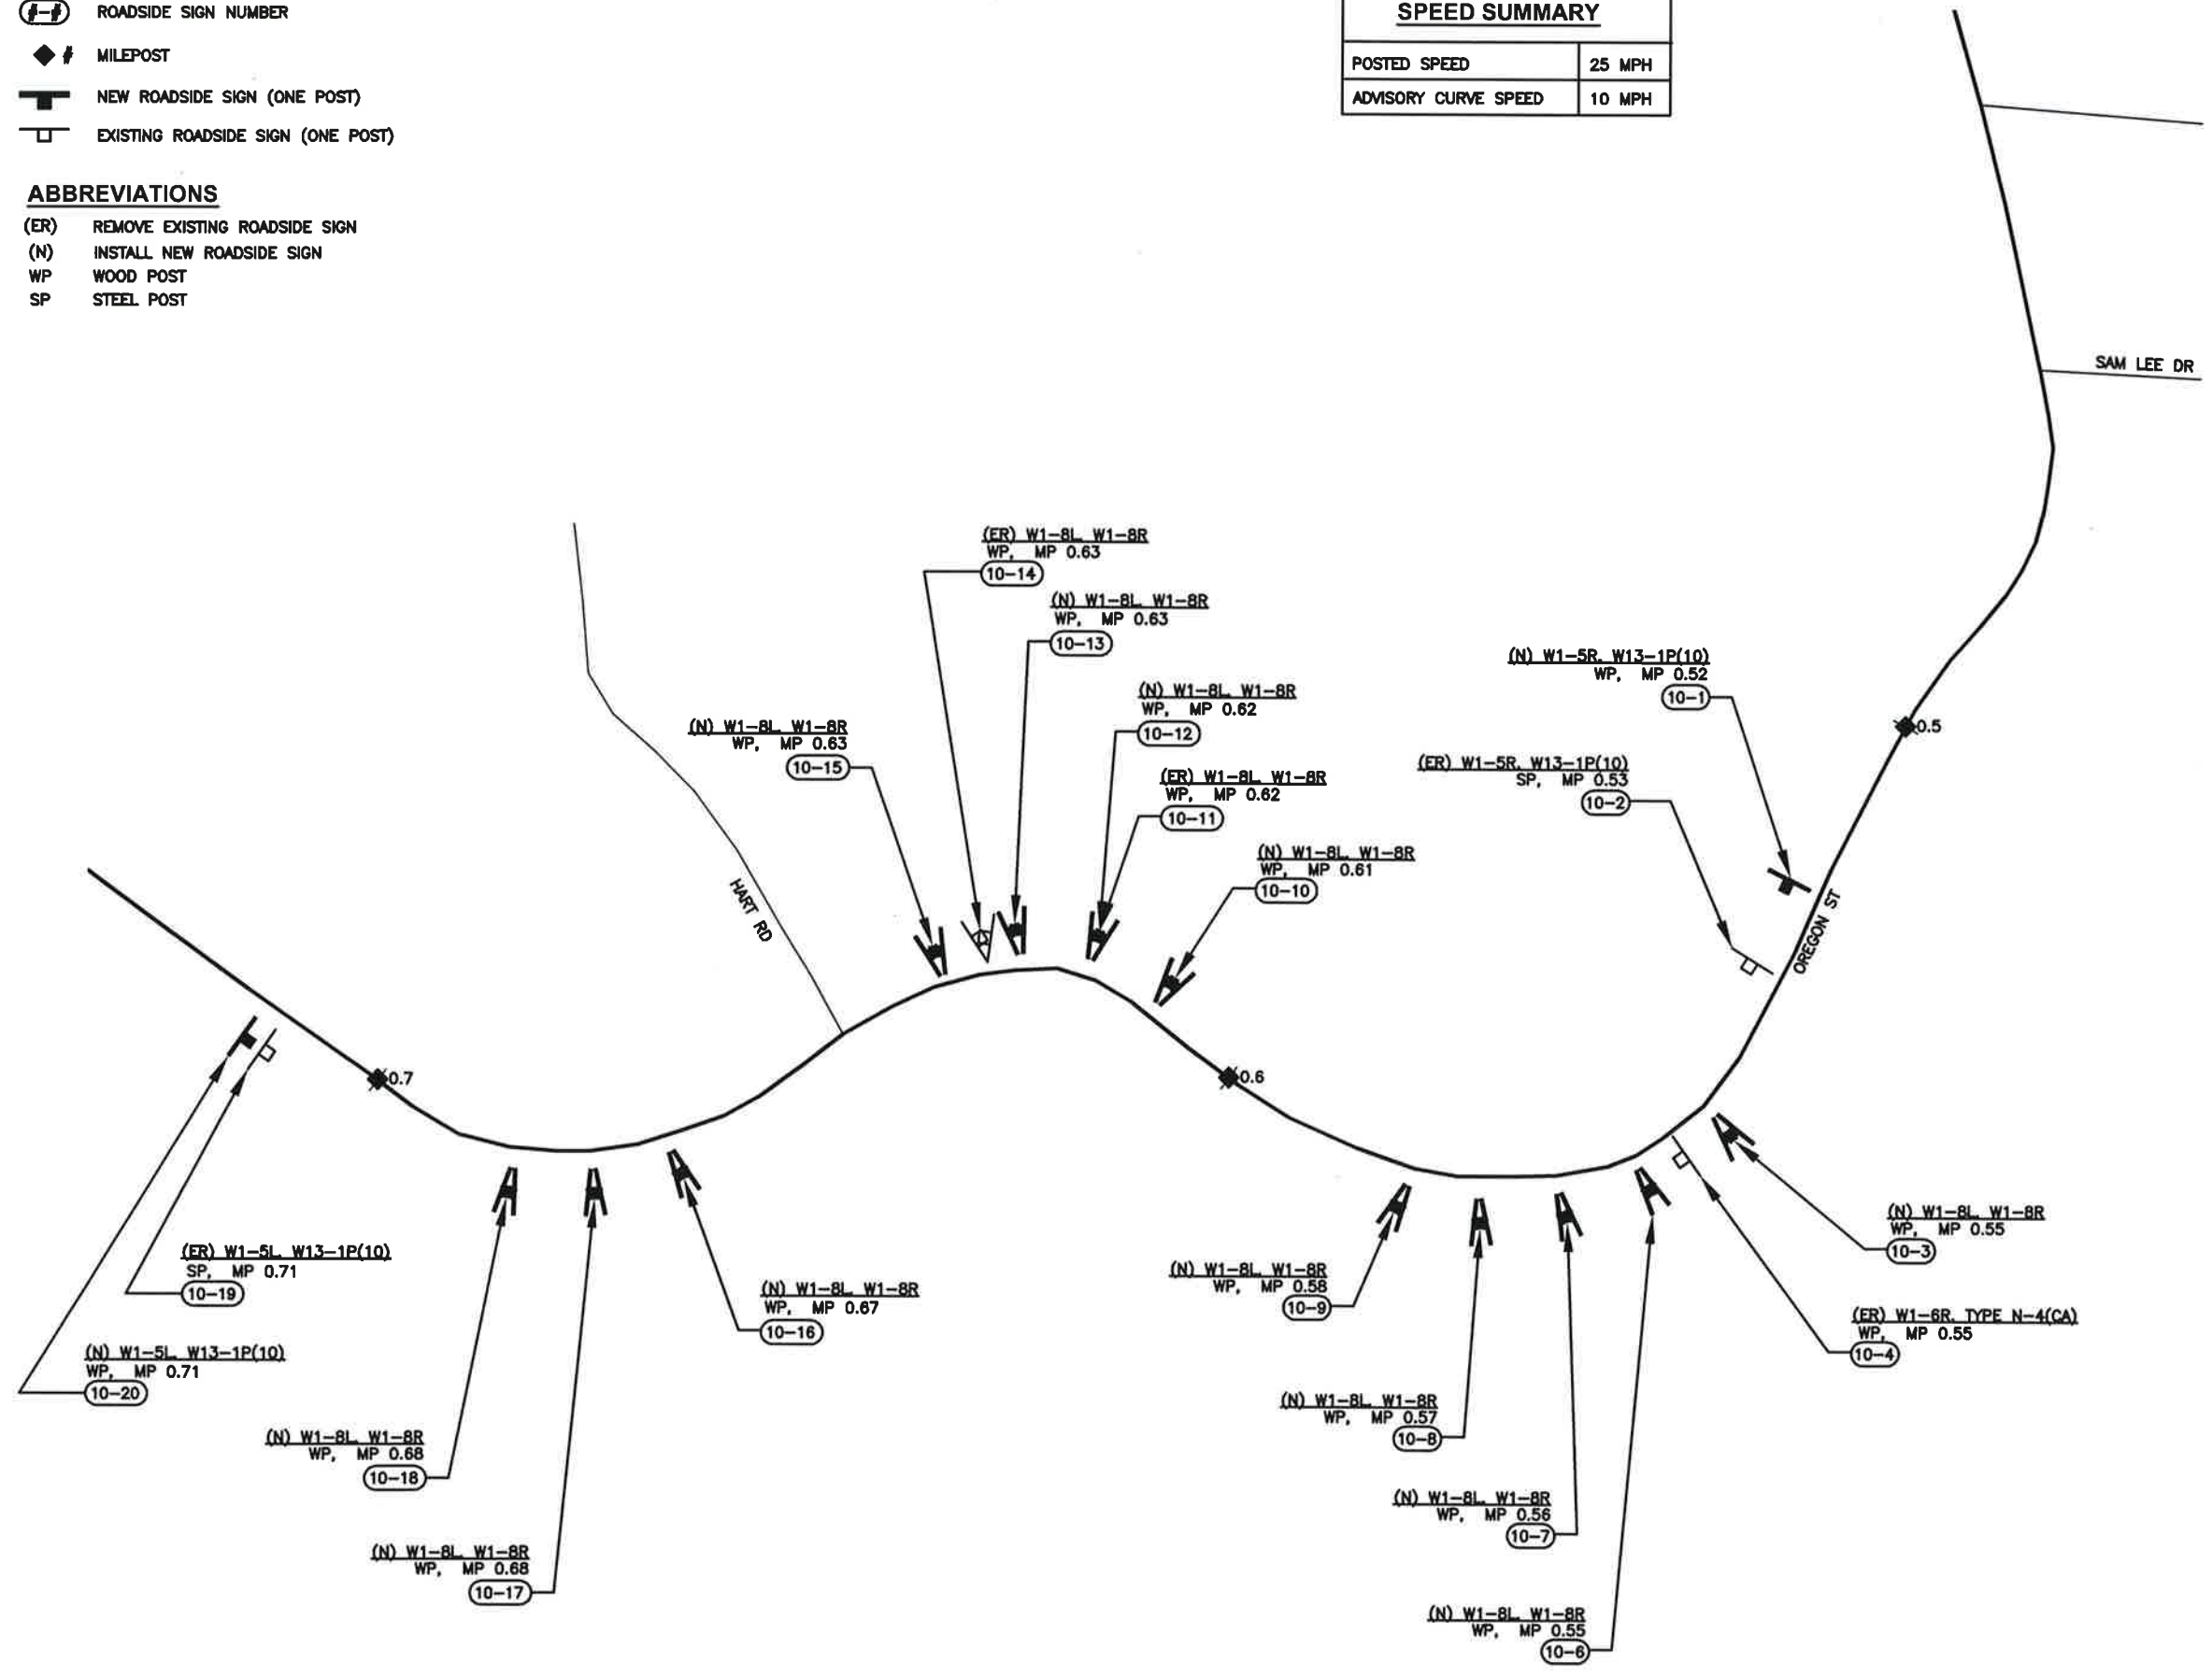 #-# ROADSIDE SIGN NUMBER
# MILEPOST
NEW ROADSIDE SIGN (ONE POST)
EXISTING ROADSIDE SIGN (ONE POST)
ABBREVIATIONS
(ER) REMOVE EXISTING ROADSIDE SIGN
(N) INSTALL NEW ROADSIDE SIGN
WP WOOD POST
SP STEEL POST
SPEED SUMMARY
POSTED SPEED 25 MPH
ADVISORY CURVE SPEED 10 MPH
SAM LEE DR
(ER) W1-8L W1-8R
WP, MP 0.63
10-14
(N) W1-8L W1-8R
WP, MP 0.63
10-13
(N) W1-5R, W13-1P(10)
WP, MP 0.52
10-1
(N) W1-8L W1-8R
WP, MP 0.62
10-12
(N) W1-8L W1-8R
WP, MP 0.63
10-15
0.5
(ER) W1-5R, W13-1P(10)
SP, MP 0.53
10-2
(ER) W1-8L W1-8R
WP, MP 0.62
10-11
(N) W1-8L W1-8R
WP, MP 0.61
10-10
HART RD
OREGON ST
0.7
0.6
(N) W1-8L W1-8R
WP, MP 0.55
10-3
(ER) W1-5L W13-1P(10)
SP, MP 0.71
10-19
(N) W1-8L W1-8R
WP, MP 0.58
10-9
(N) W1-8L W1-8R
WP, MP 0.67
10-16
(ER) W1-6R, TYPE N-4(CA)
WP, MP 0.55
10-4
(N) W1-5L W13-1P(10)
WP, MP 0.71
10-20
(N) W1-8L W1-8R
WP, MP 0.57
10-8
(N) W1-8L W1-8R
WP, MP 0.68
10-18
(N) W1-8L W1-8R
WP, MP 0.56
10-7
(N) W1-8L W1-8R
WP, MP 0.68
10-17
(N) W1-8L W1-8R
WP, MP 0.55
10-6